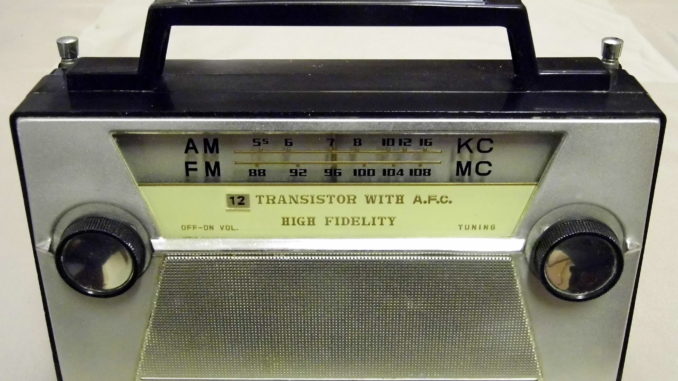 AM 55 6 7 8 10 12 16 KC
FM 88 92 96 100 104 108 MC
12 TRANSISTOR WITH A.F.C.
HIGH FIDELITY
OFF-ON VOL. TUNING